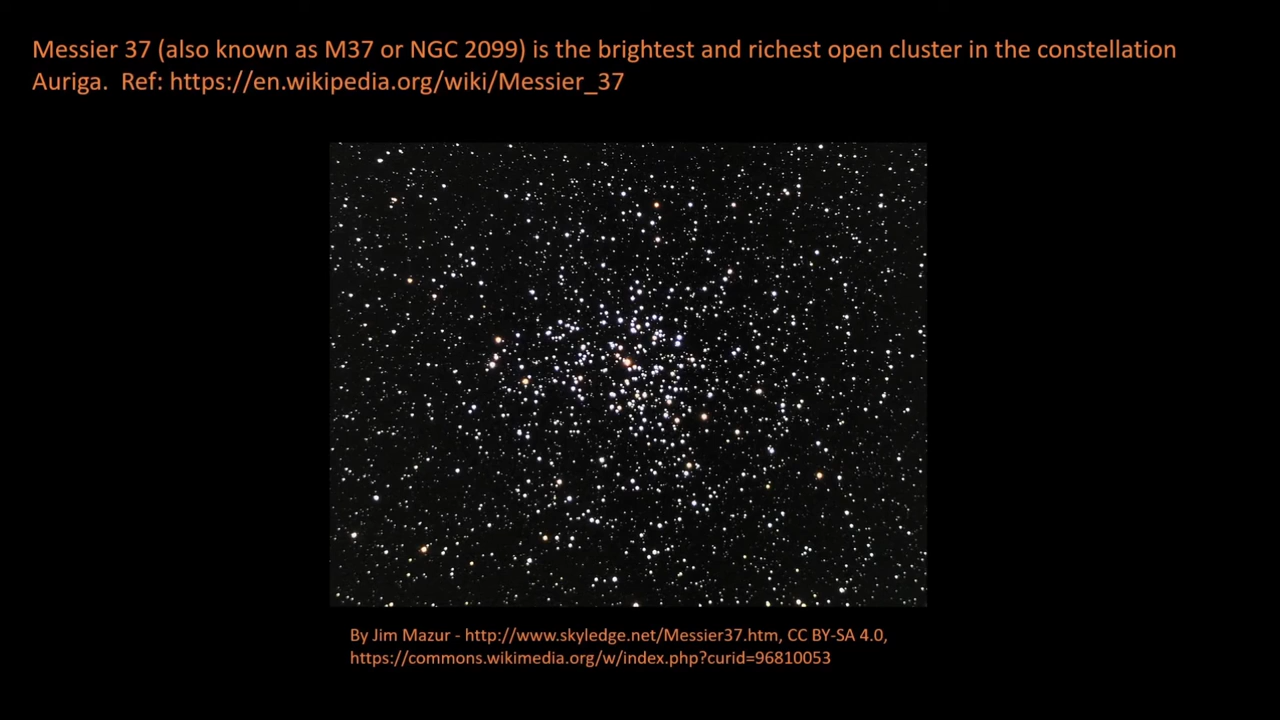 Messier 37 (also known as M37 or NGC 2099) is the brightest and richest open cluster in the constellation
Auriga.  Ref: https://en.wikipedia.org/wiki/Messier_37
By Jim Mazur - http://www.skyledge.net/Messier37.htm, CC BY-SA 4.0,
https://commons.wikimedia.org/w/index.php?curid=96810053